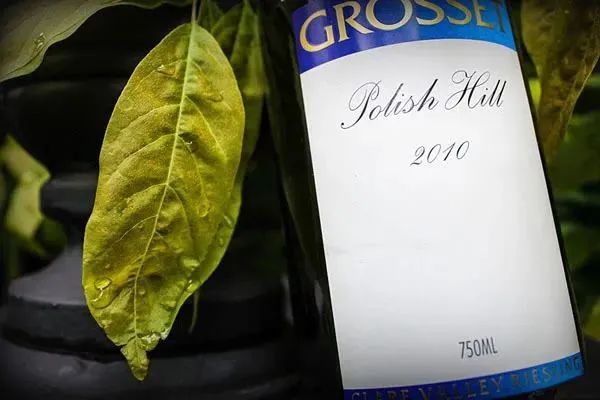 GROSSET
Polish Hill
2010
750ML
CLARE VALLEY RIESLING